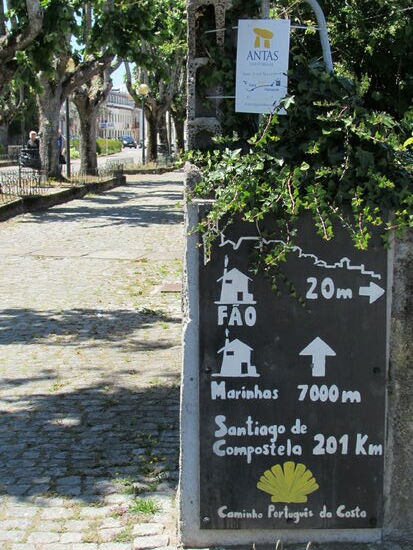 ANTAS
20m
FÃO
Marinhas 7000m
Santiago de
Compostela 201 Km
Caminho Português da Costa